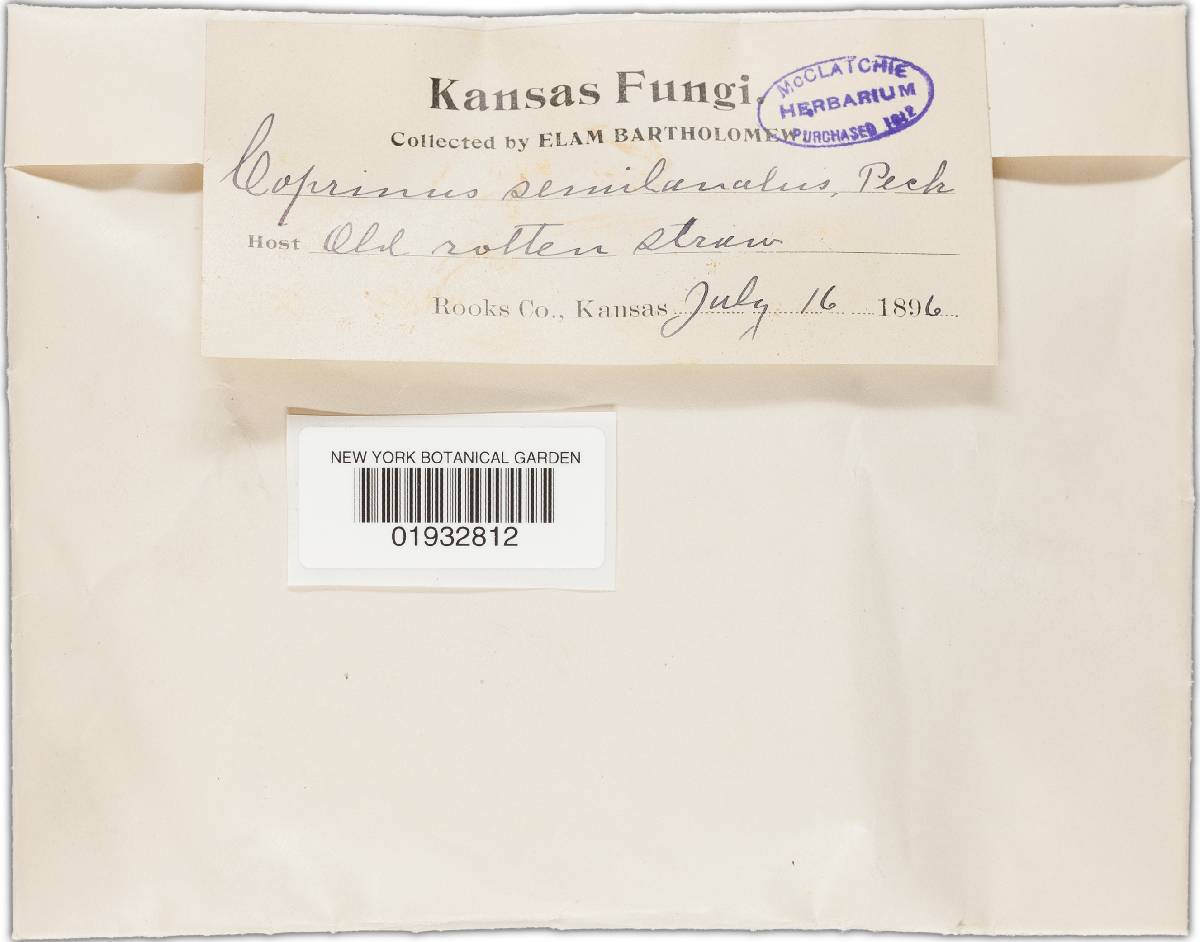 Kansas Fungi.
McCLATCHIE
HERBARIUM
PURCHASED 1912
Collected by ELAM BARTHOLOMEW
Coprinus semilanatus, Peck
Host Old rotten straw
Rooks Co., Kansas July 16 1896
NEW YORK BOTANICAL GARDEN
01932812